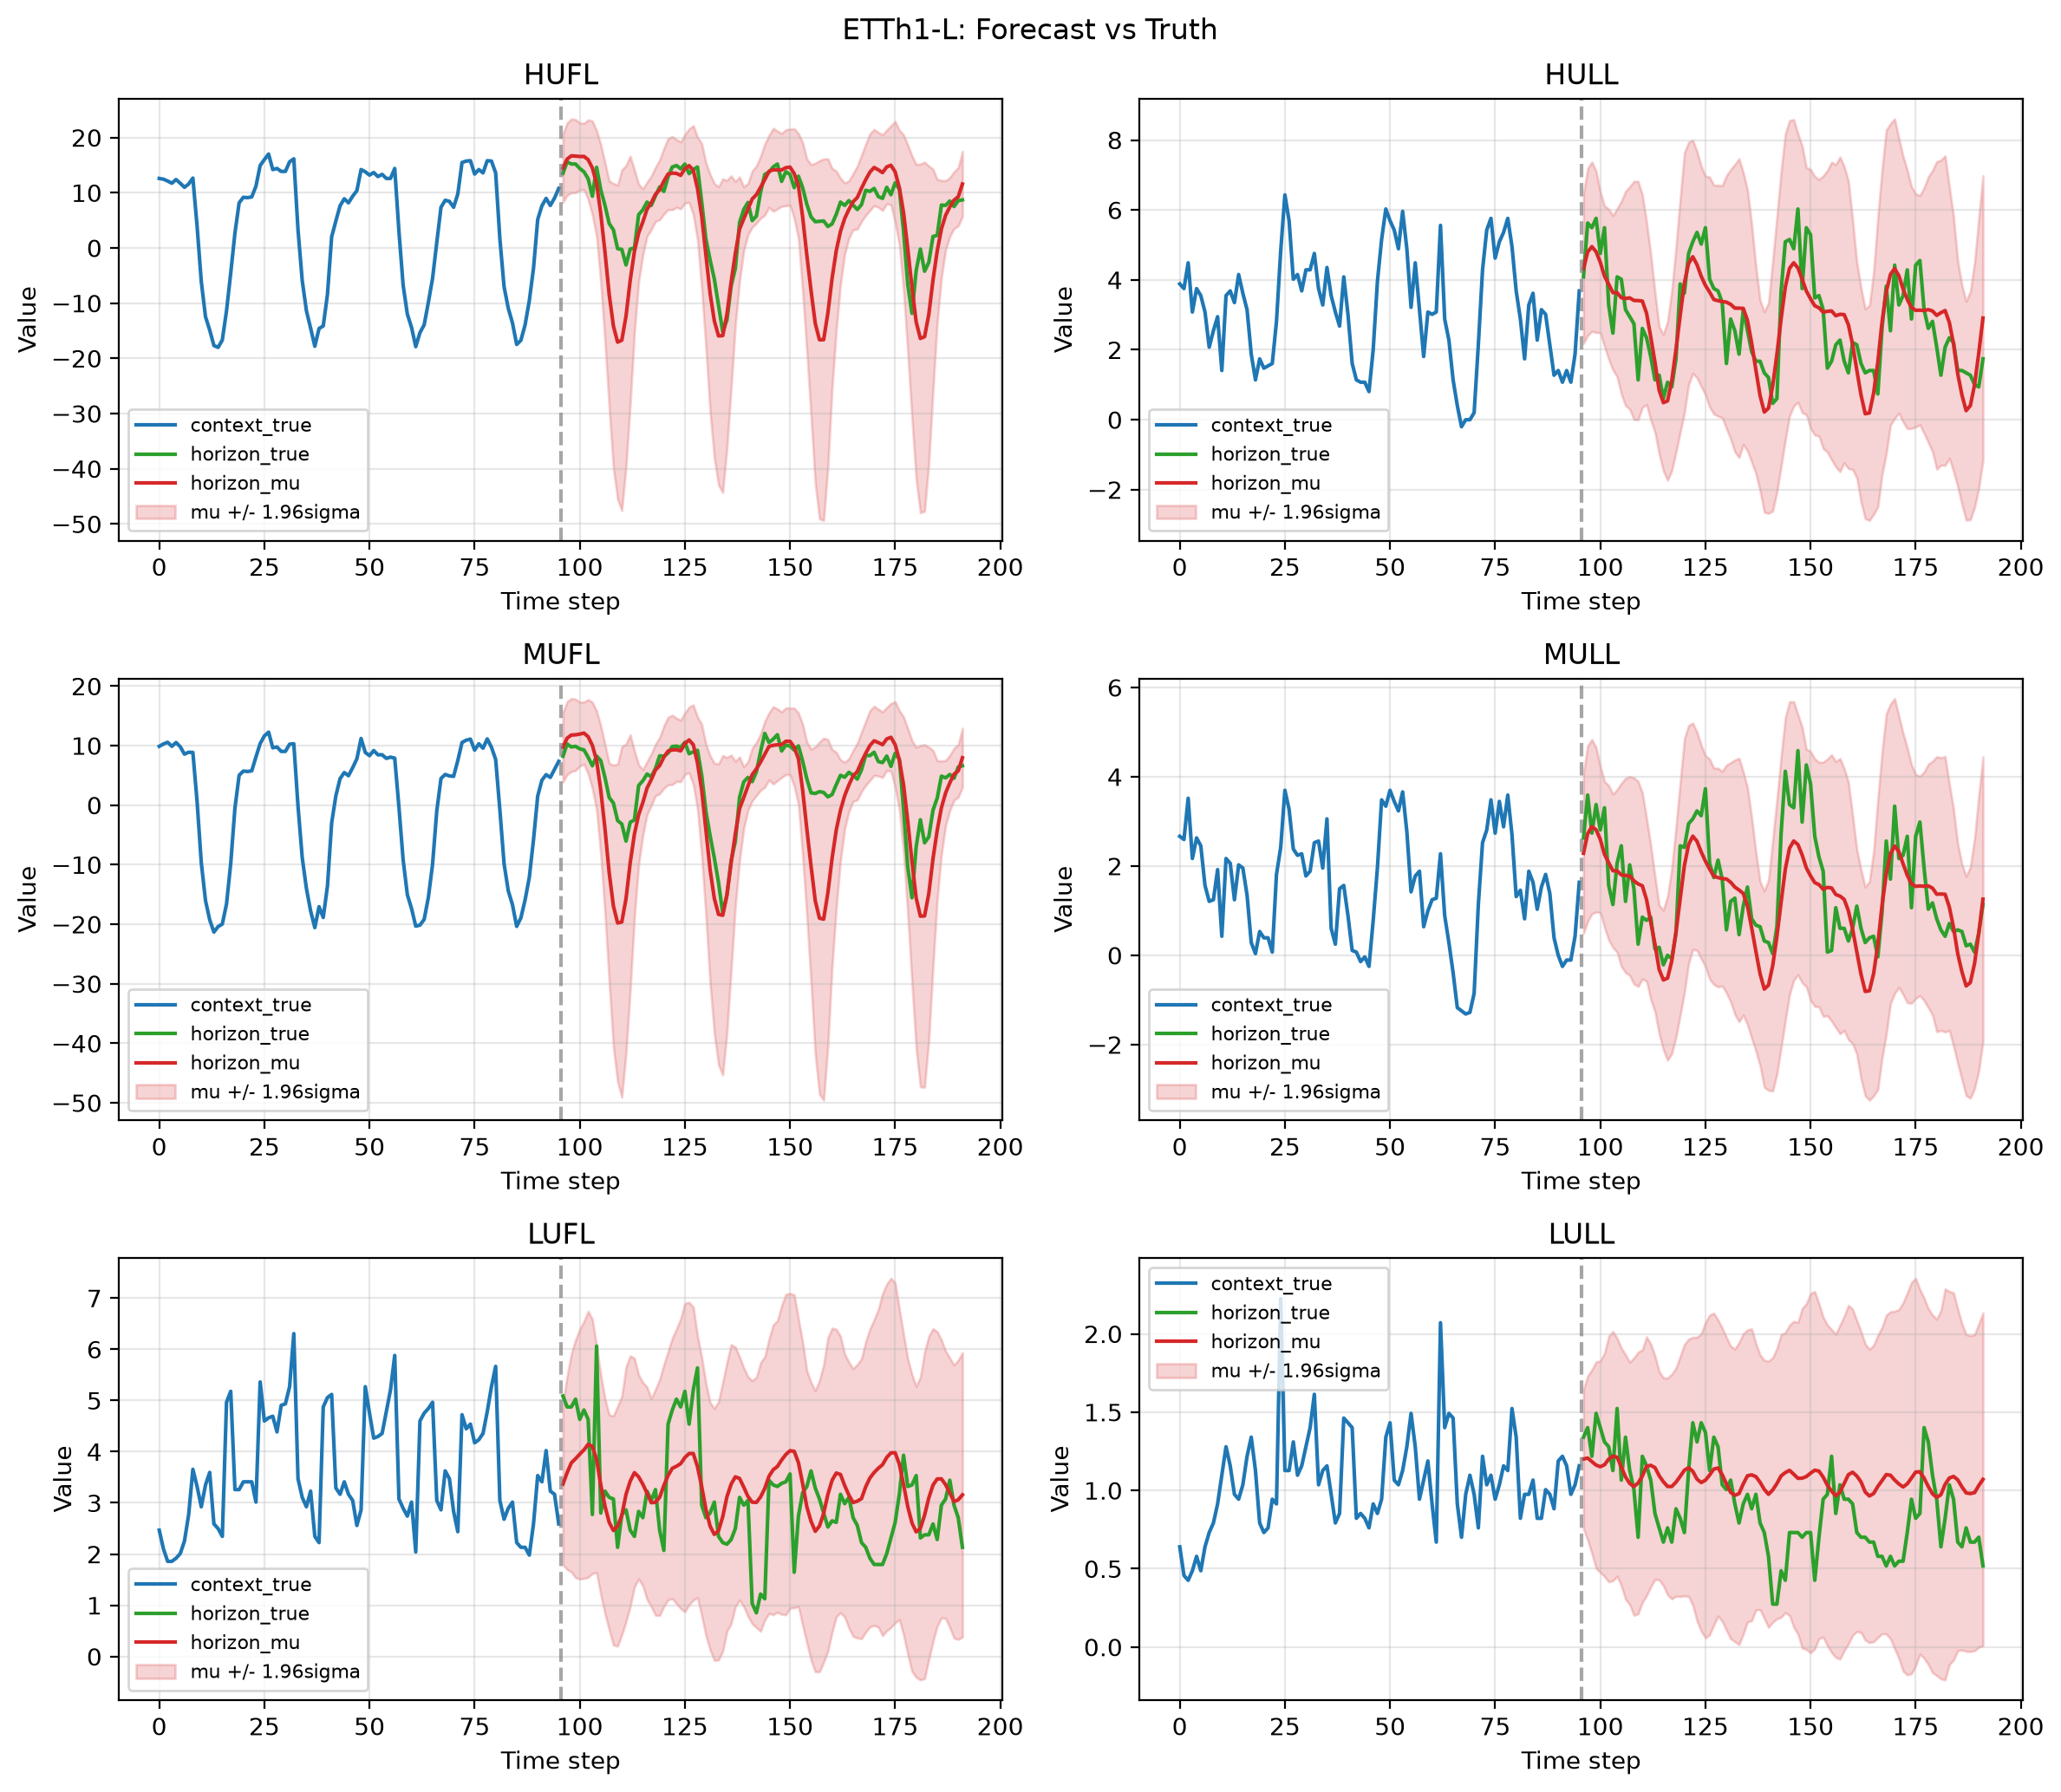 ETTh1-L: Forecast vs Truth
HUFL
Value
20
10
0
−10
−20
−30
−40
−50
context_true
horizon_true
horizon_mu
mu +/- 1.96sigma
0 25 50 75 100 125 150 175 200
Time step
HULL
Value
8
6
4
2
0
−2
context_true
horizon_true
horizon_mu
mu +/- 1.96sigma
0 25 50 75 100 125 150 175 200
Time step
MUFL
Value
20
10
0
−10
−20
−30
−40
−50
context_true
horizon_true
horizon_mu
mu +/- 1.96sigma
0 25 50 75 100 125 150 175 200
Time step
MULL
Value
6
4
2
0
−2
context_true
horizon_true
horizon_mu
mu +/- 1.96sigma
0 25 50 75 100 125 150 175 200
Time step
LUFL
Value
7
6
5
4
3
2
1
0
context_true
horizon_true
horizon_mu
mu +/- 1.96sigma
0 25 50 75 100 125 150 175 200
Time step
LULL
Value
2.0
1.5
1.0
0.5
0.0
context_true
horizon_true
horizon_mu
mu +/- 1.96sigma
0 25 50 75 100 125 150 175 200
Time step